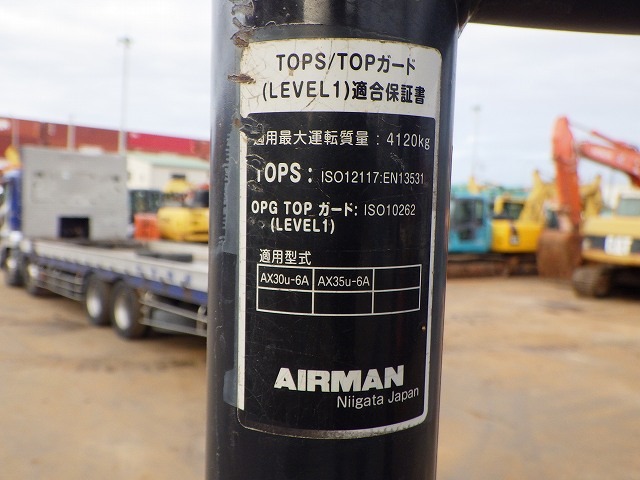 TOPS/TOPガード
(LEVEL1)適合保証書
適用最大運転質量：4120kg
TOPS：ISO12117:EN13531
OPG TOP ガード：ISO10262
(LEVEL1)
適用型式
AX30u-6A AX35u-6A
AIRMAN
Niigata Japan